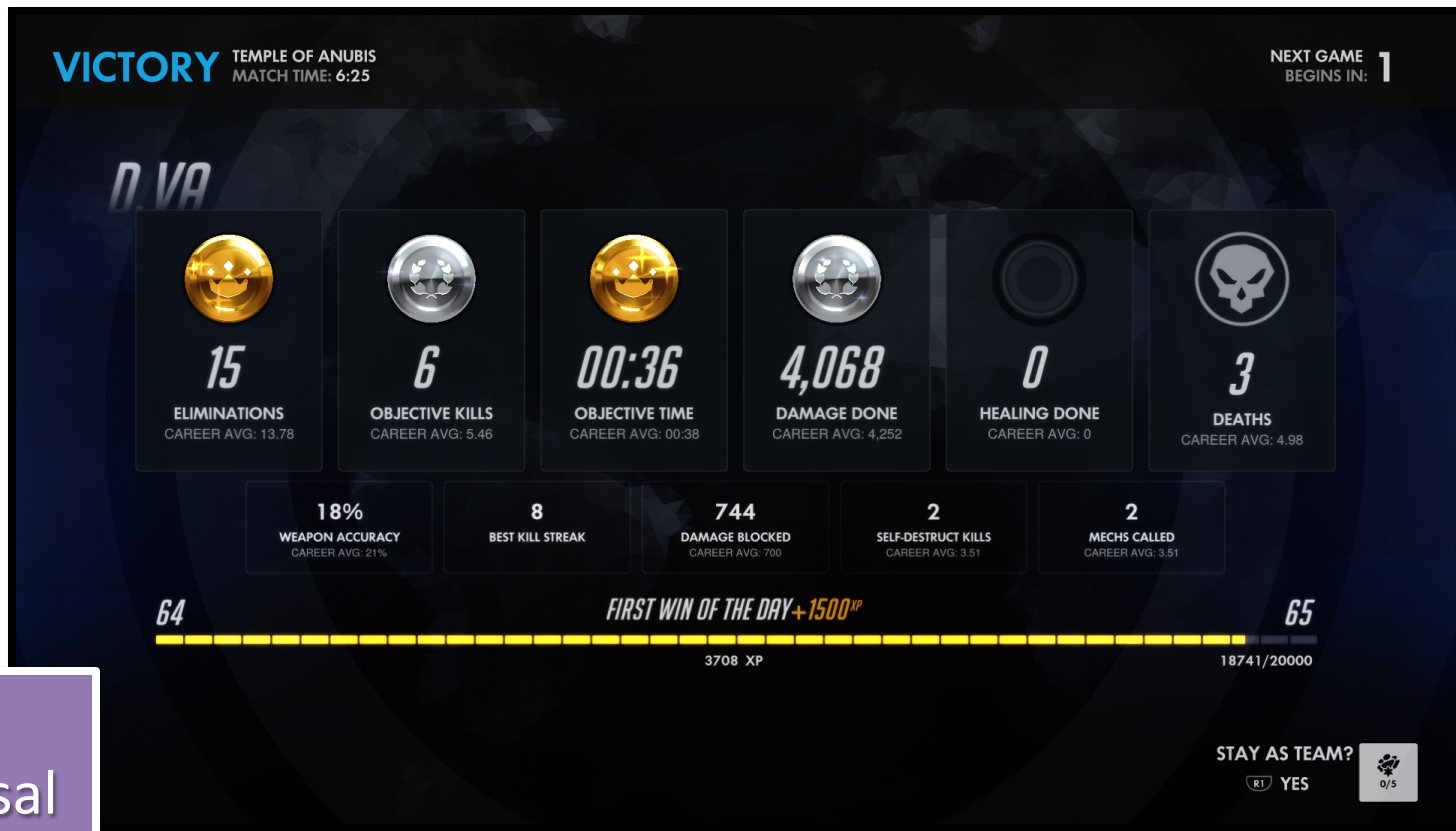 VICTORY
TEMPLE OF ANUBIS
MATCH TIME: 6:25
NEXT GAME
BEGINS IN:
1
D.VA
15
ELIMINATIONS
CAREER AVG: 13.78
6
OBJECTIVE KILLS
CAREER AVG: 5.46
00:36
OBJECTIVE TIME
CAREER AVG: 00:38
4,068
DAMAGE DONE
CAREER AVG: 4,252
0
HEALING DONE
CAREER AVG: 0
3
DEATHS
CAREER AVG: 4.98
18%
WEAPON ACCURACY
CAREER AVG: 21%
8
BEST KILL STREAK
744
DAMAGE BLOCKED
CAREER AVG: 700
2
SELF-DESTRUCT KILLS
CAREER AVG: 3.51
2
MECHS CALLED
CAREER AVG: 3.51
64
FIRST WIN OF THE DAY +1500 XP
65
3708 XP
18741/20000
STAY AS TEAM?
R1 YES
0/5
sal